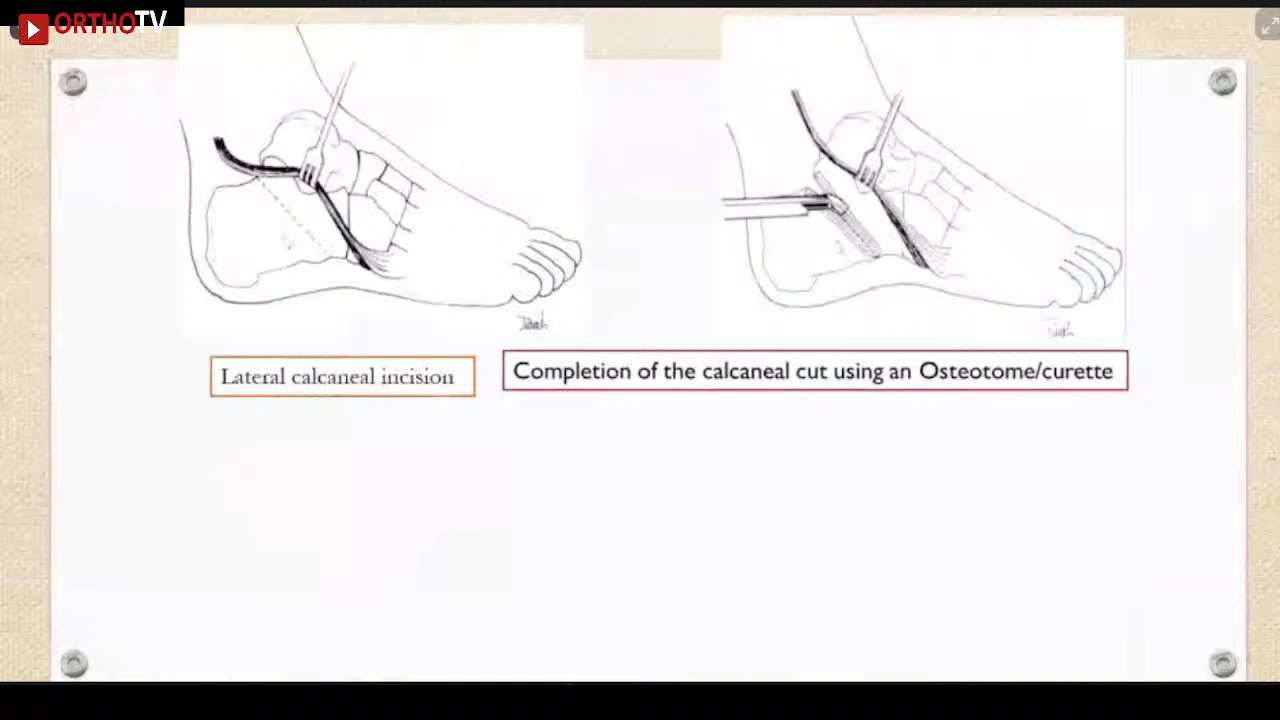 ORTHOTV
Lateral calcaneal incision
Completion of the calcaneal cut using an Osteotome/curette